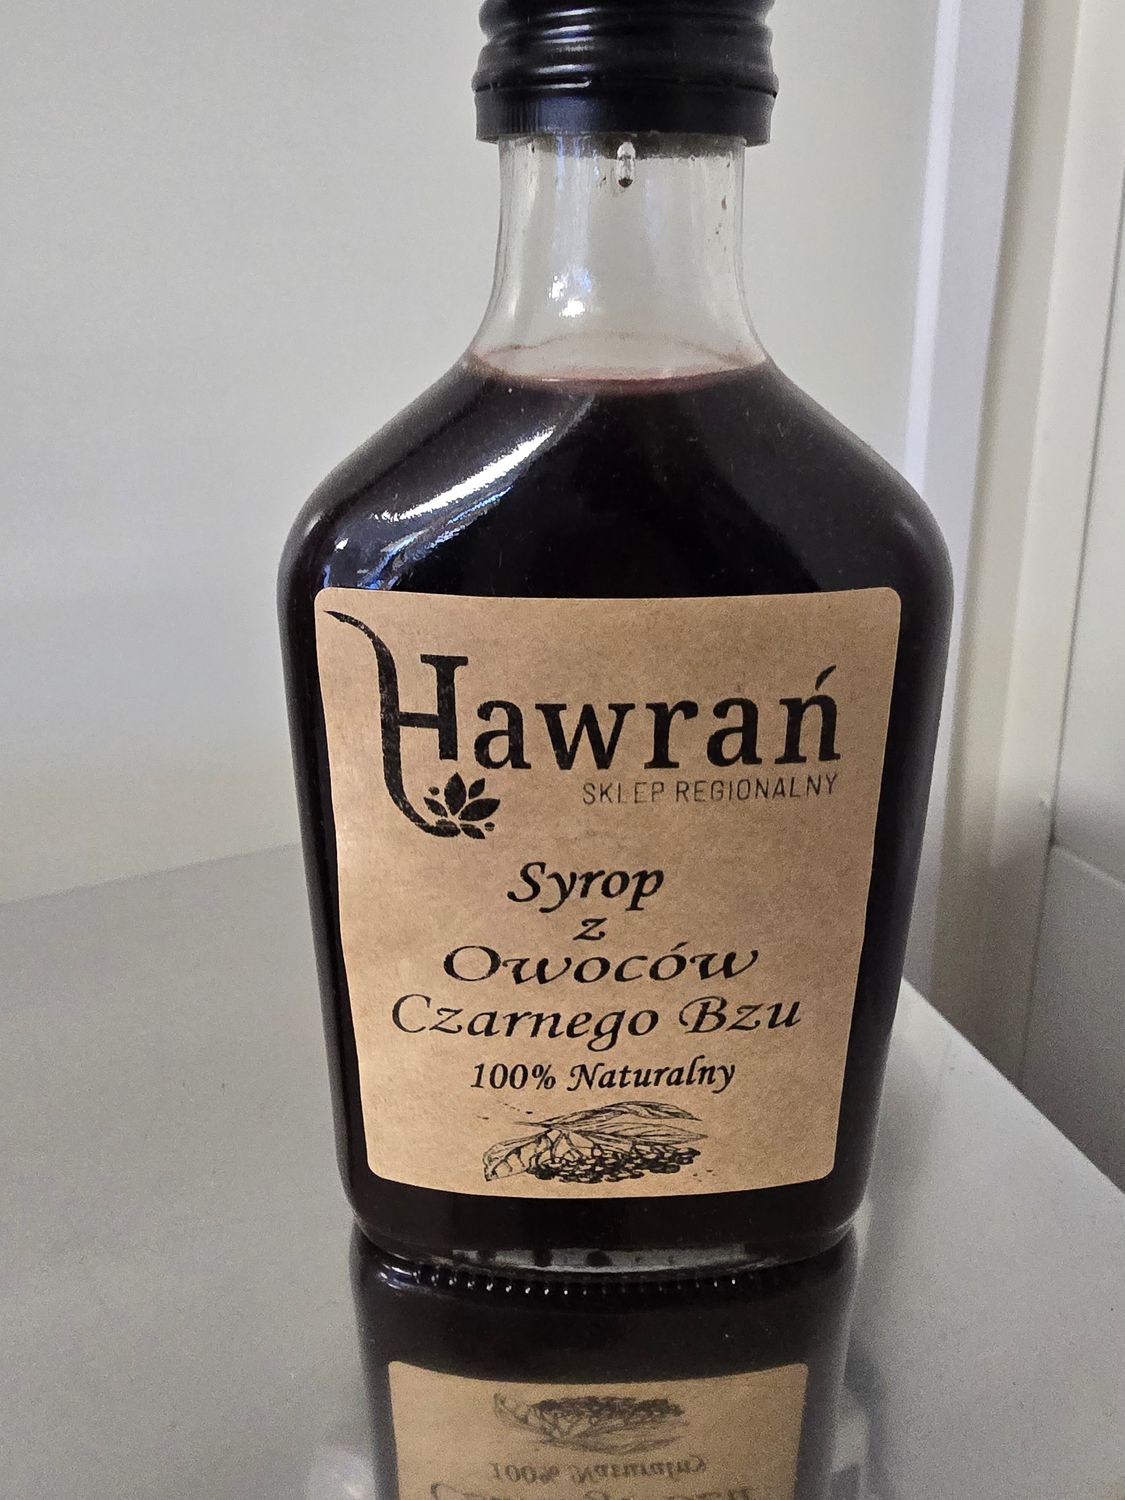 Hawrań
SKLEP REGIONALNY
Syrop
z
Owoców
Czarnego Bzu
100% Naturalny